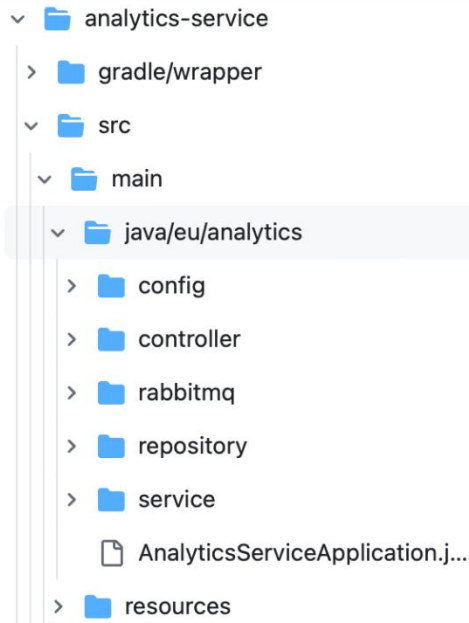 analytics-service
gradle/wrapper
src
main
java/eu/analytics
config
controller
rabbitmq
repository
service
AnalyticsServiceApplication.j...
resources